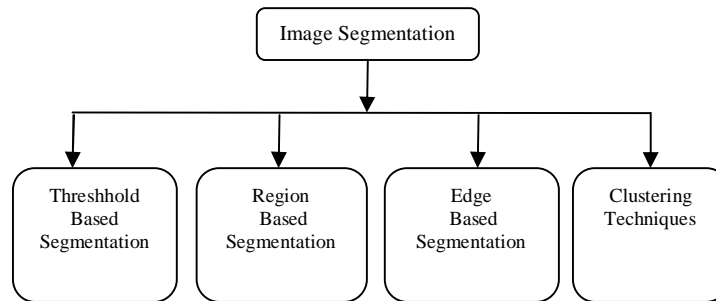 Image Segmentation
Threshhold
Based
Segmentation
Region
Based
Segmentation
Edge
Based
Segmentation
Clustering
Techniques